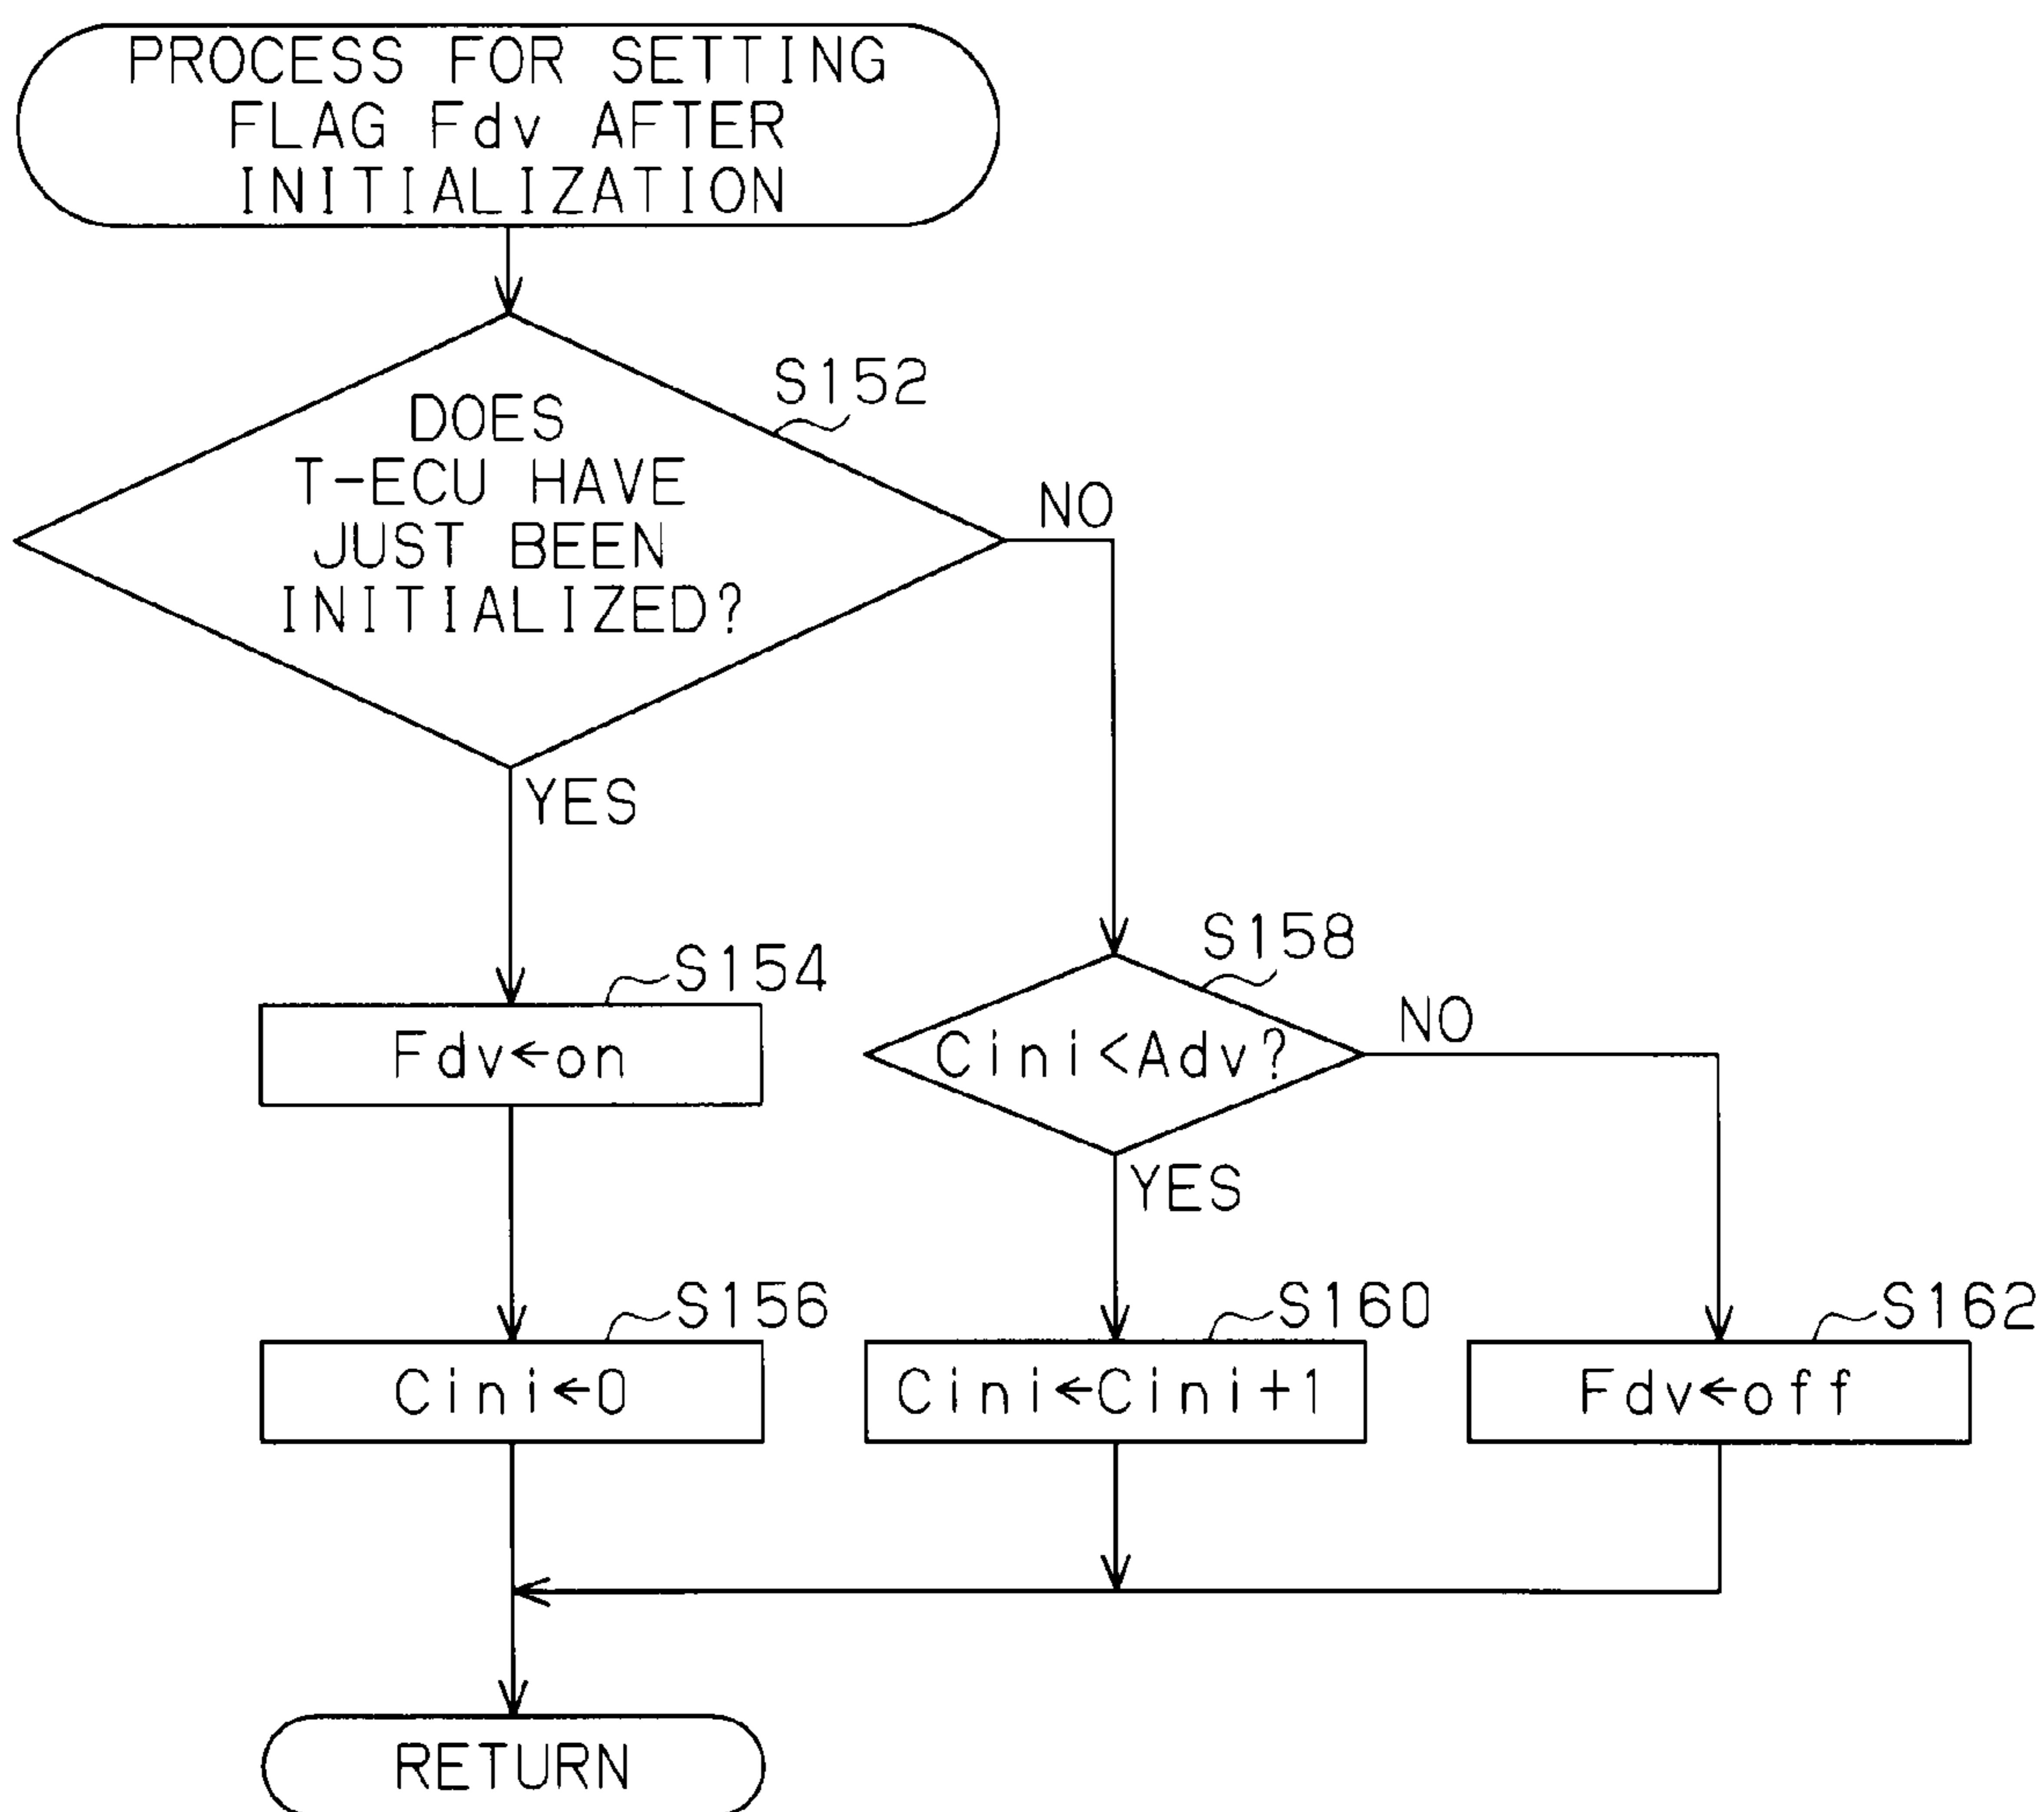 PROCESS FOR SETTING
FLAG Fdv AFTER
INITIALIZATION
S152
DOES
T-ECU HAVE
JUST BEEN
INITIALIZED?
NO
YES
S154
Fdv←on
S158
Cini<Adv?
NO
YES
S156
Cini←0
S160
Cini←Cini+1
S162
Fdv←off
RETURN